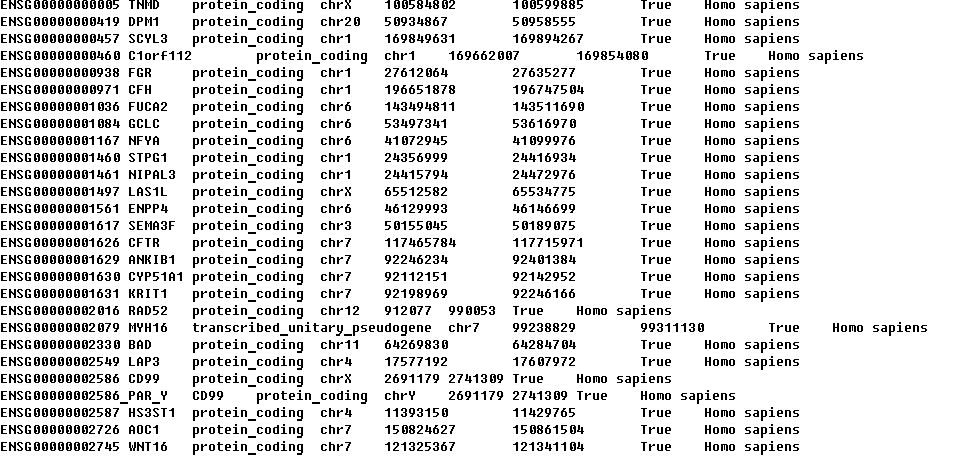 ENSG00000000005 TNMD protein_coding chrX 100584802 100599885 True Homo sapiens
ENSG00000000419 DPM1 protein_coding chr20 50934867 50958555 True Homo sapiens
ENSG00000000457 SCYL3 protein_coding chr1 169849631 169894267 True Homo sapiens
ENSG00000000460 C1orf112 protein_coding chr1 169662007 169854080 True Homo sapiens
ENSG00000000938 FGR protein_coding chr1 27612064 27635277 True Homo sapiens
ENSG00000000971 CFH protein_coding chr1 196651878 196747504 True Homo sapiens
ENSG00000001036 FUCA2 protein_coding chr6 143494811 143511690 True Homo sapiens
ENSG00000001084 GCLC protein_coding chr6 53497341 53616970 True Homo sapiens
ENSG00000001167 NFYA protein_coding chr6 41072945 41099976 True Homo sapiens
ENSG00000001460 STPG1 protein_coding chr1 24356999 24416934 True Homo sapiens
ENSG00000001461 NIPAL3 protein_coding chr1 24415794 24472976 True Homo sapiens
ENSG00000001497 LAS1L protein_coding chrX 65512582 65534775 True Homo sapiens
ENSG00000001561 ENPP4 protein_coding chr6 46129993 46146699 True Homo sapiens
ENSG00000001617 SEMA3F protein_coding chr3 50155045 50189075 True Homo sapiens
ENSG00000001626 CFTR protein_coding chr7 117465784 117715971 True Homo sapiens
ENSG00000001629 ANKIB1 protein_coding chr7 92246234 92401384 True Homo sapiens
ENSG00000001630 CYP51A1 protein_coding chr7 92112151 92142952 True Homo sapiens
ENSG00000001631 KRIT1 protein_coding chr7 92198969 92246166 True Homo sapiens
ENSG00000002016 RAD52 protein_coding chr12 912077 990053 True Homo sapiens
ENSG00000002079 MYH16 transcribed_unitary_pseudogene chr7 99238829 99311130 True Homo sapiens
ENSG00000002330 BAD protein_coding chr11 64269830 64284704 True Homo sapiens
ENSG00000002549 LAP3 protein_coding chr4 17577192 17607972 True Homo sapiens
ENSG00000002586 CD99 protein_coding chrX 2691179 2741309 True Homo sapiens
ENSG00000002586_PAR_Y CD99 protein_coding chrY 2691179 2741309 True Homo sapiens
ENSG00000002587 HS3ST1 protein_coding chr4 11393150 11429765 True Homo sapiens
ENSG00000002726 AOC1 protein_coding chr7 150824627 150861504 True Homo sapiens
ENSG00000002745 WNT16 protein_coding chr7 121325367 121341104 True Homo sapiens